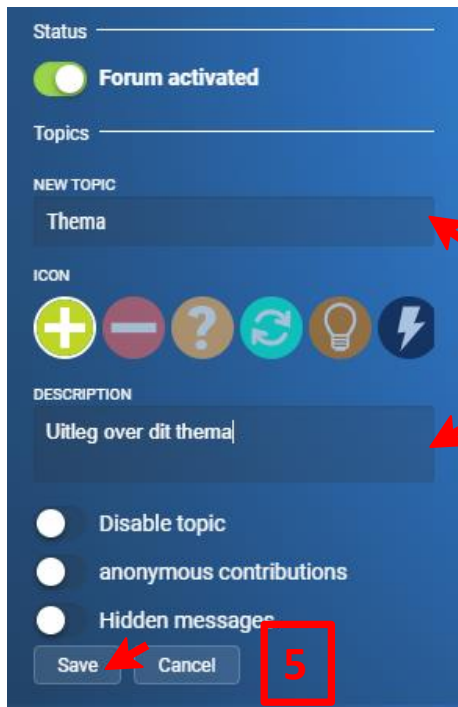 Status
Forum activated
Topics
NEW TOPIC
Thema
ICON
?
DESCRIPTION
Uitleg over dit thema
Disable topic
anonymous contributions
Hidden messages
Save Cancel 5